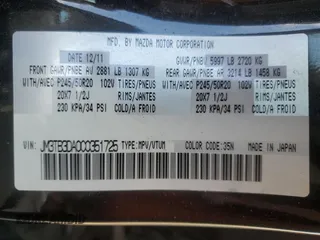 MFD. BY MAZDA MOTOR CORPORATION
DATE 12/11 GVWR/PNBV 5997 LB 2720 KG
FRONT GAWR/PNBE AV 2881 LB 1307 KG REAR GAWR/PNBE AR 3214 LB 1458 KG
WITH/AVEC P245/50R20 102V TIRES/PNEUS WITH/AVEC P245/50R20 102V TIRES/PNEUS
20X7 1/2J RIMS/JANTES 20X7 1/2J RIMS/JANTES
230 KPA/34 PSI COLD/A FROID 230 KPA/34 PSI COLD/A FROID
JM3TB3DA0C0351725 TYPE:MPV/VTUM COLOR:35N MADE IN JAPAN